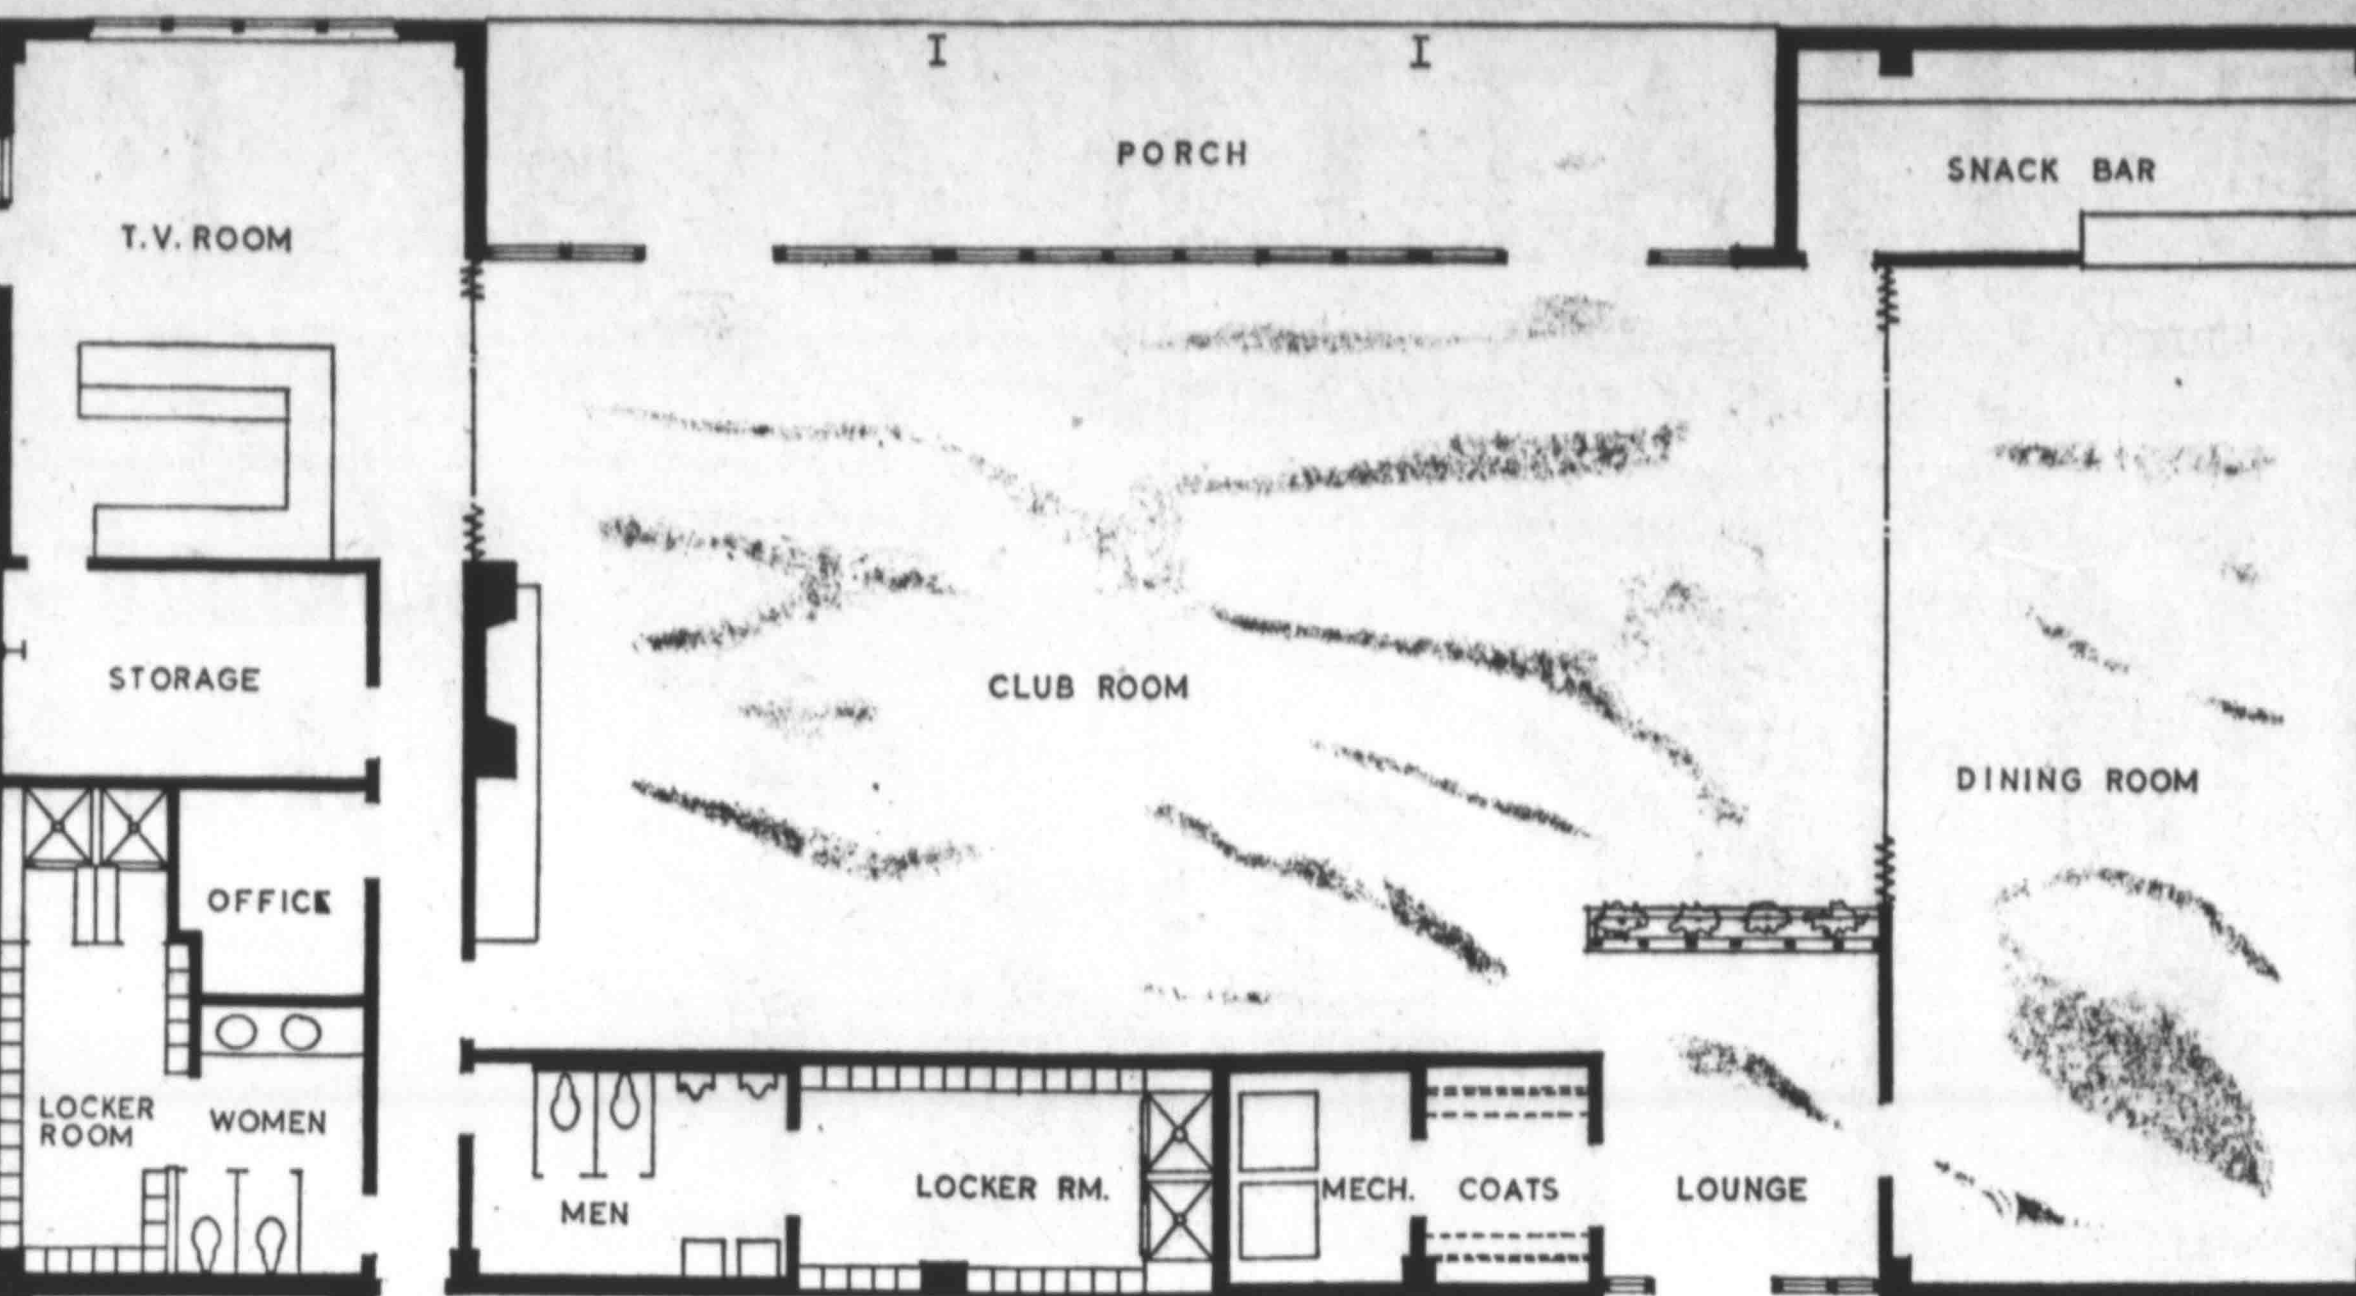 PORCH
SNACK BAR
T.V. ROOM
STORAGE
CLUB ROOM
DINING ROOM
OFFICE
LOCKER
ROOM
WOMEN
MEN
LOCKER RM.
MECH.
COATS
LOUNGE